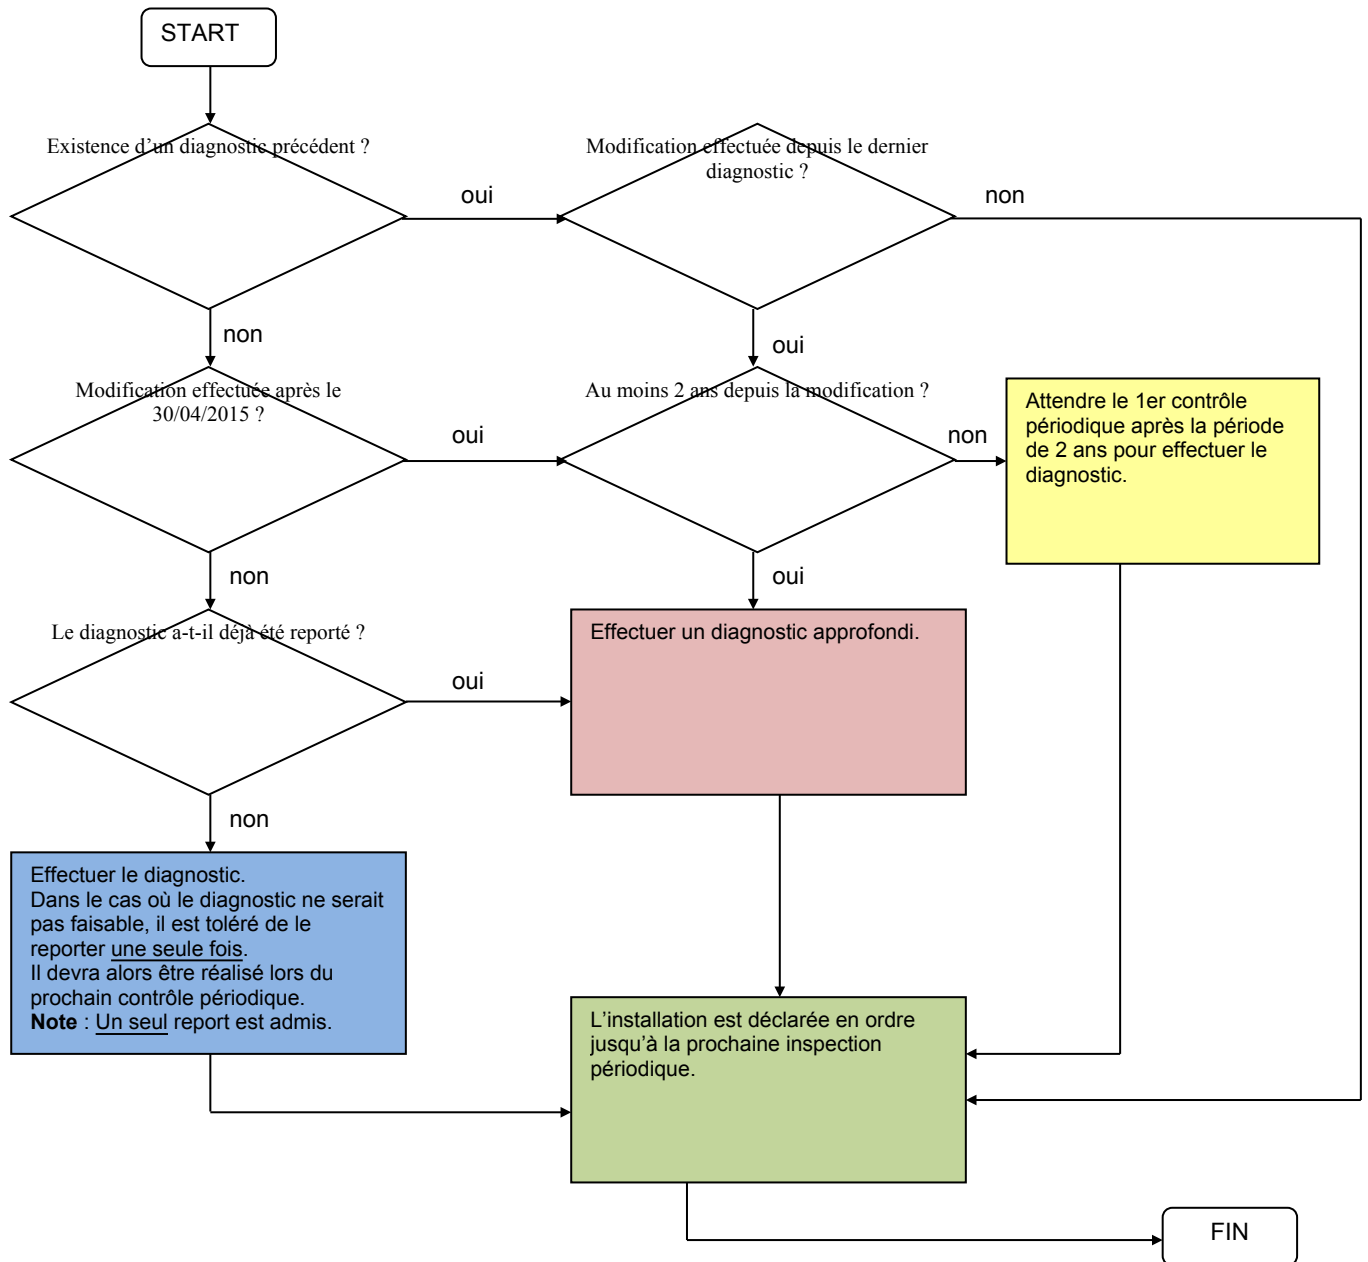 START
Existence d'un diagnostic précédent ?
oui
Modification effectuée depuis le dernier
diagnostic ?
non
non
oui
Modification effectuée après le
30/04/2015 ?
oui
Au moins 2 ans depuis la modification ?
non
Attendre le 1er contrôle
périodique après la période
de 2 ans pour effectuer le
diagnostic.
non
oui
Le diagnostic a-t-il déjà été reporté ?
oui
Effectuer un diagnostic approfondi.
non
Effectuer le diagnostic.
Dans le cas où le diagnostic ne serait
pas faisable, il est toléré de le
reporter une seule fois.
Il devra alors être réalisé lors du
prochain contrôle périodique.
Note : Un seul report est admis.
L'installation est déclarée en ordre
jusqu'à la prochaine inspection
périodique.
FIN